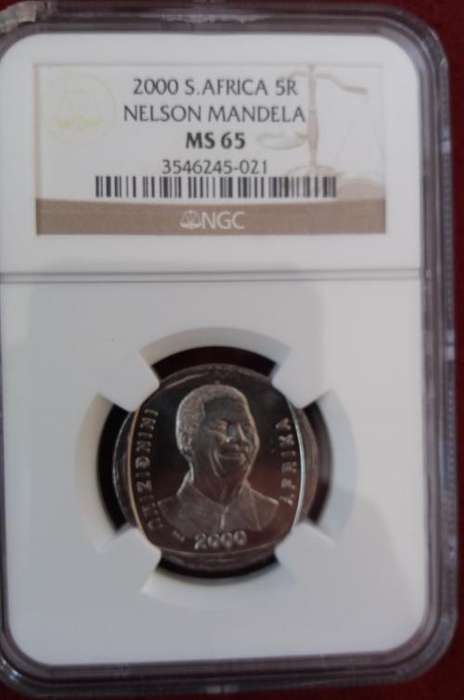 2000 S.AFRICA 5R
NELSON MANDELA
MS 65
3546245-021
NGC
AFRIKA
2000